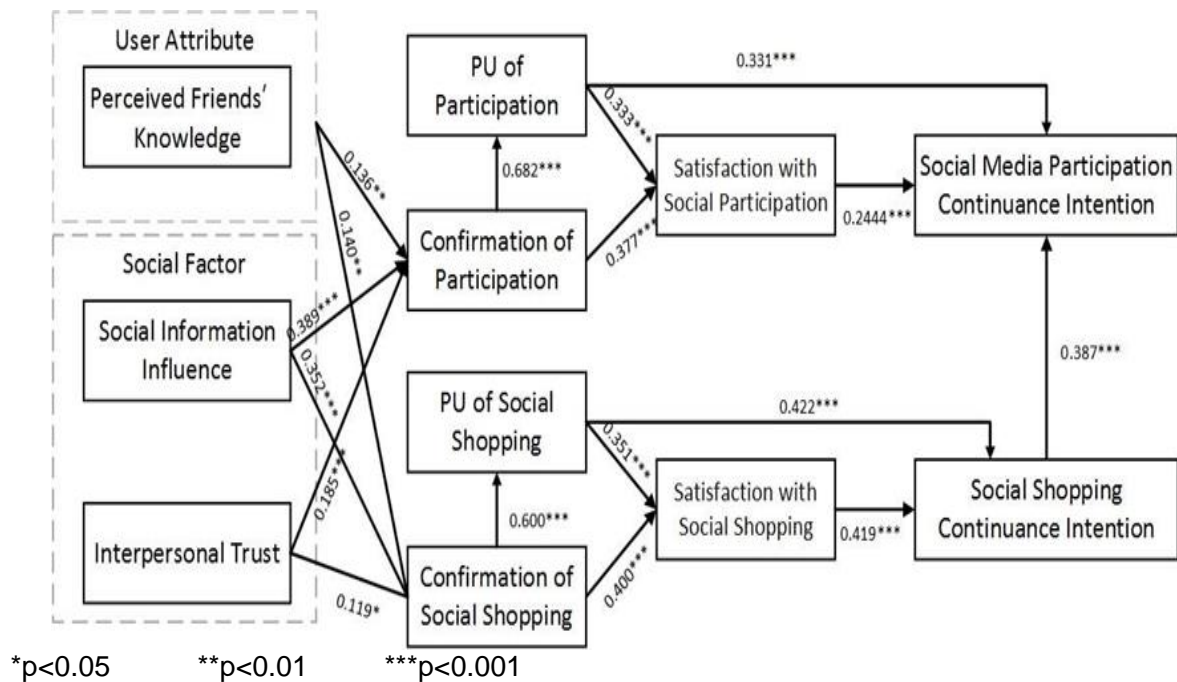 User Attribute
Perceived Friends'
Knowledge
Social Factor
Social Information
Influence
Interpersonal Trust
0.136**
0.140**
0.389***
0.352***
0.185***
0.119*
PU of
Participation
0.682***
Confirmation of
Participation
0.331***
0.333***
0.377***
Satisfaction with
Social Participation
0.2444***
Social Media Participation
Continuance Intention
0.387***
PU of Social
Shopping
0.600***
Confirmation of
Social Shopping
0.422***
0.351***
0.400***
Satisfaction with
Social Shopping
0.419***
Social Shopping
Continuance Intention
*p<0.05 **p<0.01 ***p<0.001